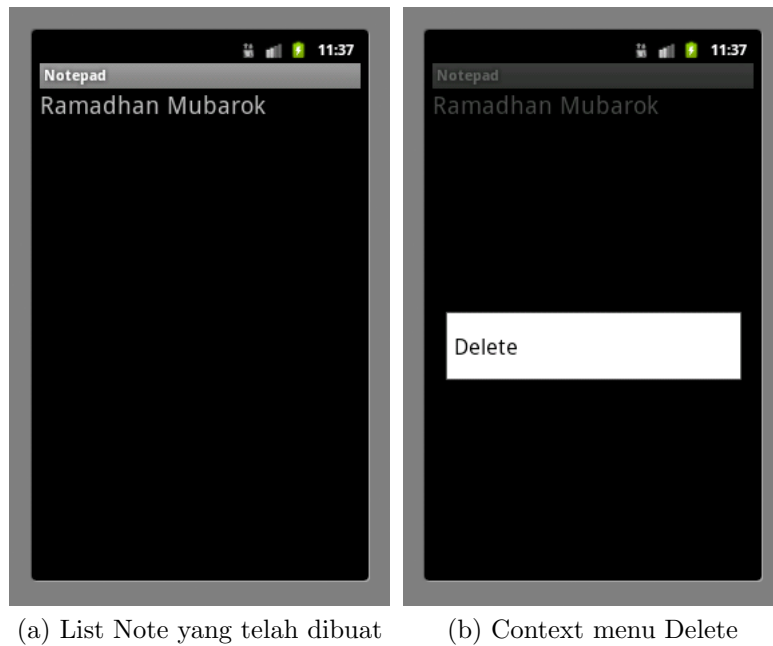 11:37
Notepad
Ramadhan Mubarok
(a) List Note yang telah dibuat
11:37
Notepad
Ramadhan Mubarok
Delete
(b) Context menu Delete